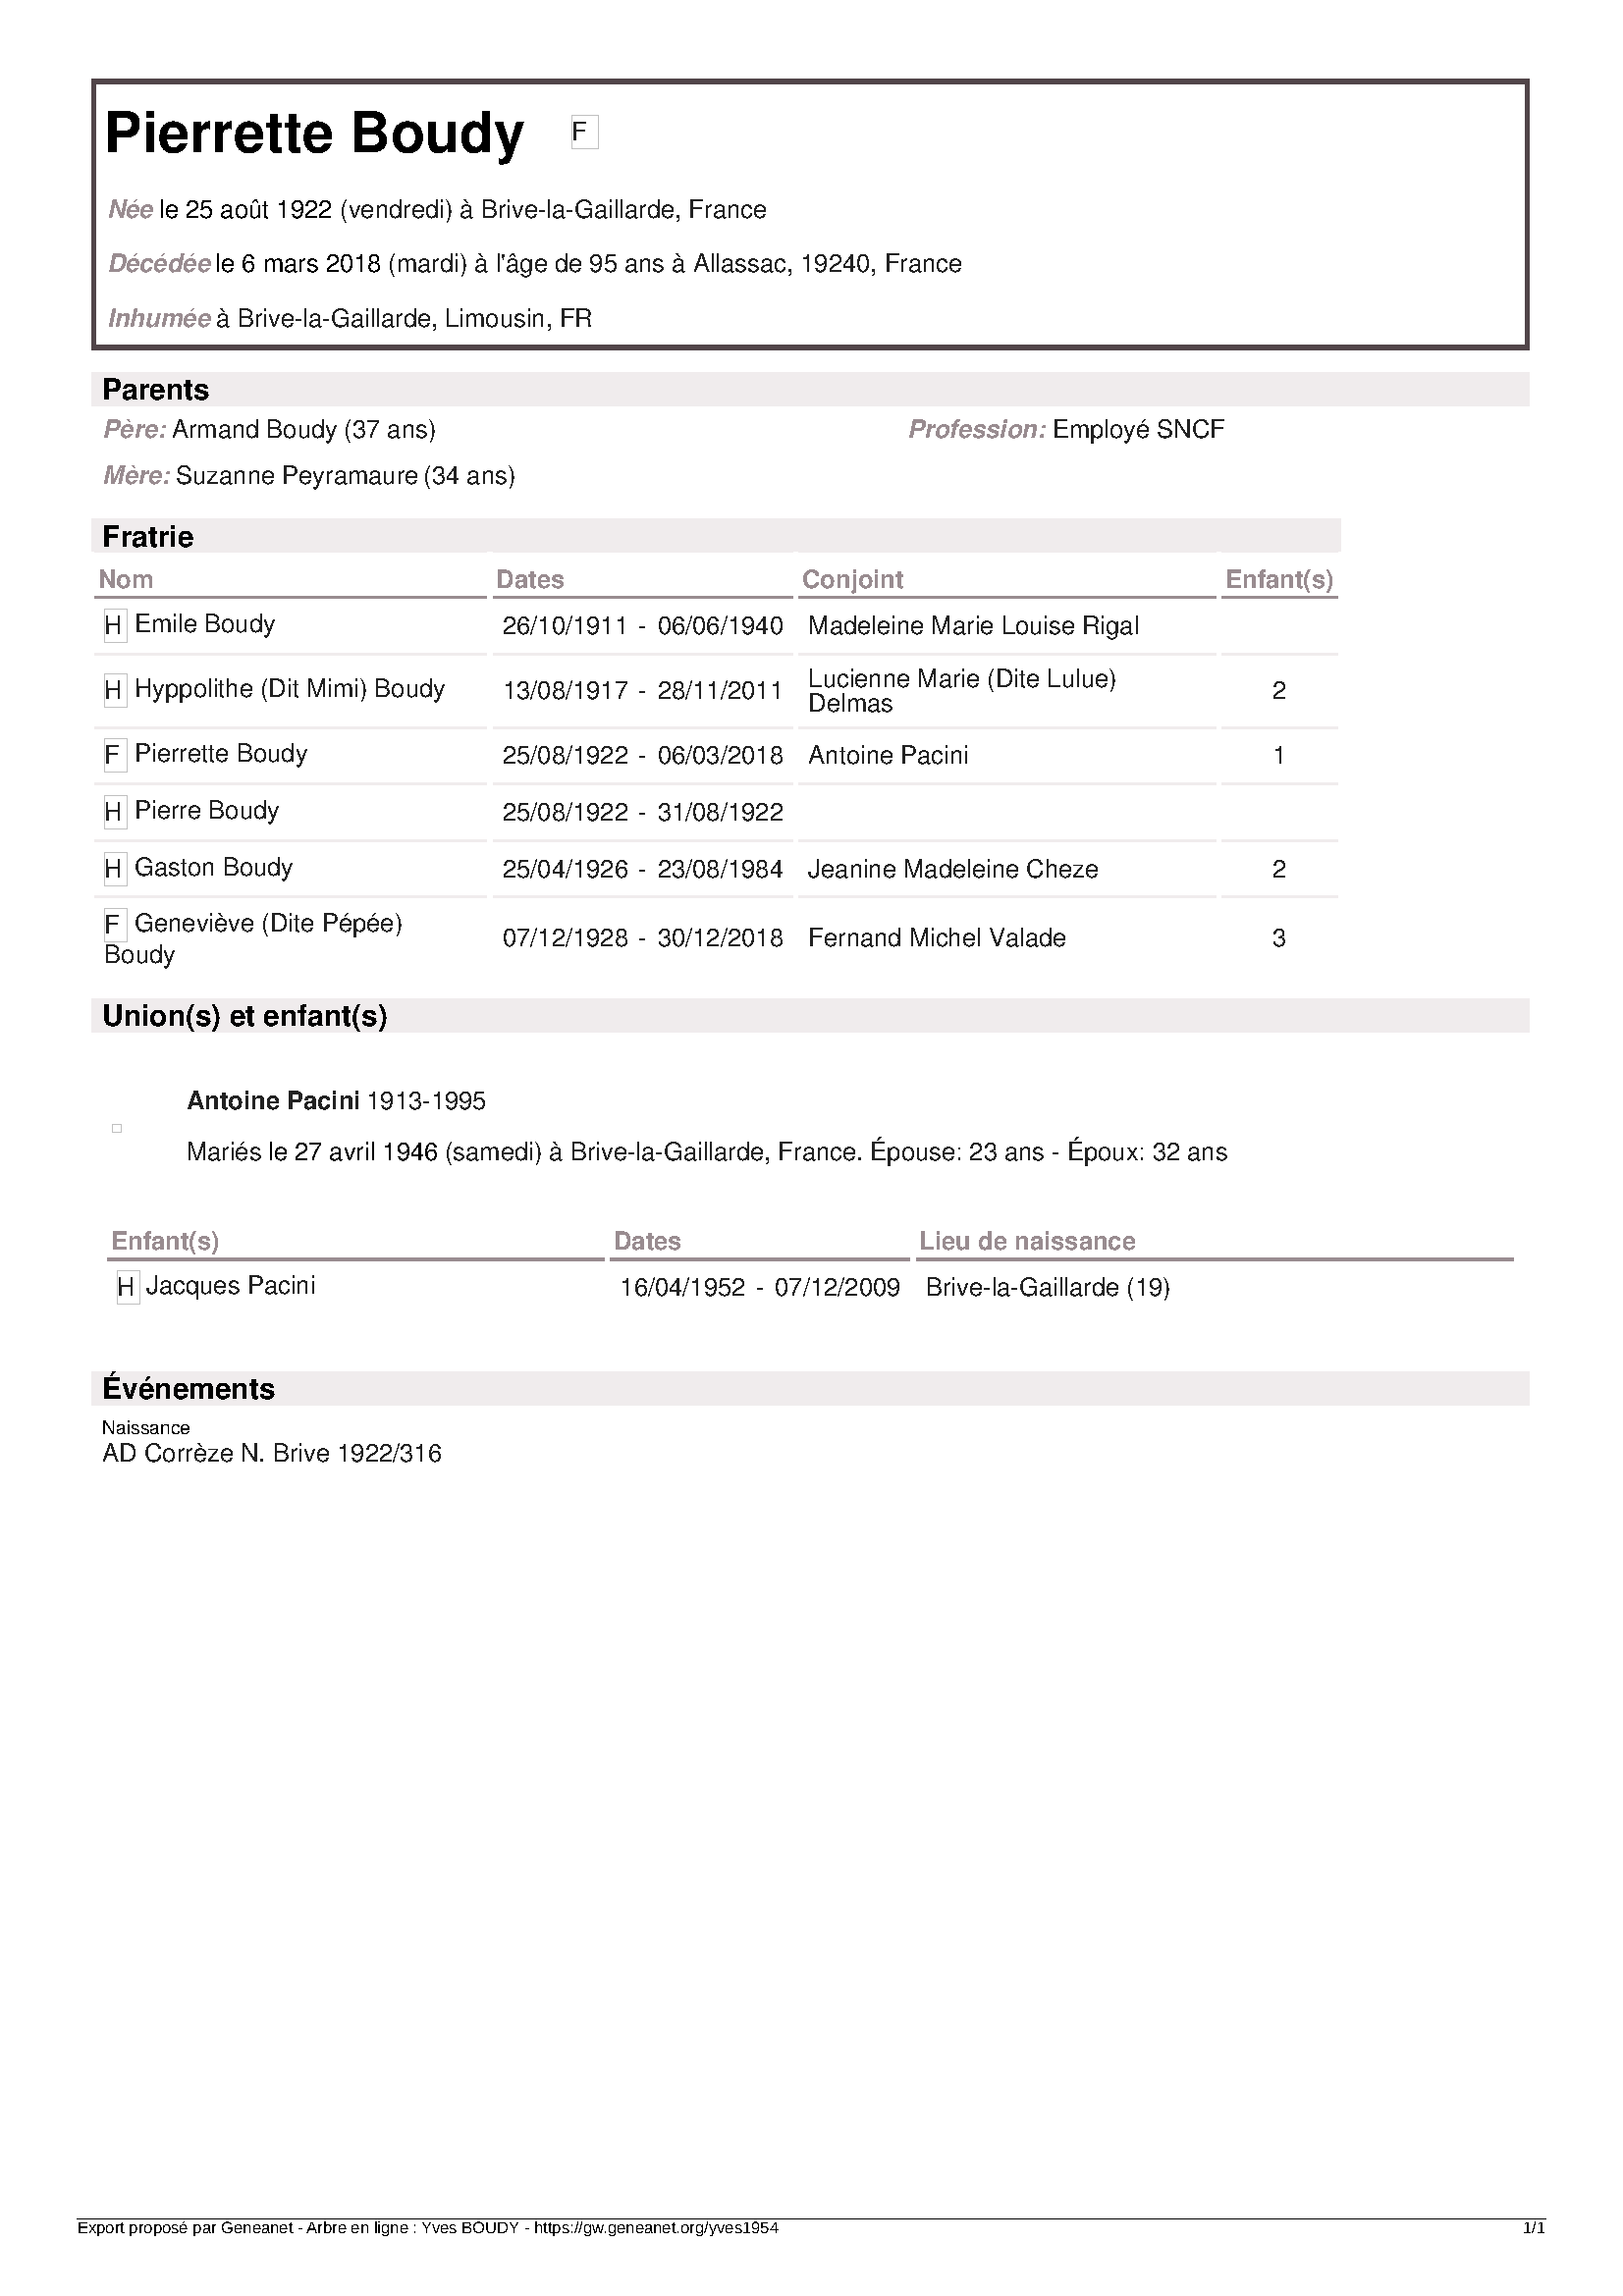 Pierrette Boudy F
Née le 25 août 1922 (vendredi) à Brive-la-Gaillarde, France
Décédée le 6 mars 2018 (mardi) à l'âge de 95 ans à Allassac, 19240, France
Inhumée à Brive-la-Gaillarde, Limousin, FR
Parents
Père: Armand Boudy (37 ans) Profession: Employé SNCF
Mère: Suzanne Peyramaure (34 ans)
Fratrie
Nom Dates Conjoint Enfant(s)
H Emile Boudy 26/10/1911 - 06/06/1940 Madeleine Marie Louise Rigal
H Hyppolithe (Dit Mimi) Boudy 13/08/1917 - 28/11/2011 Lucienne Marie (Dite Lulue)
Delmas 2
F Pierrette Boudy 25/08/1922 - 06/03/2018 Antoine Pacini 1
H Pierre Boudy 25/08/1922 - 31/08/1922
H Gaston Boudy 25/04/1926 - 23/08/1984 Jeanine Madeleine Cheze 2
F Geneviève (Dite Pépée)
Boudy 07/12/1928 - 30/12/2018 Fernand Michel Valade 3
Union(s) et enfant(s)
Antoine Pacini 1913-1995
Mariés le 27 avril 1946 (samedi) à Brive-la-Gaillarde, France. Épouse: 23 ans - Époux: 32 ans
Enfant(s) Dates Lieu de naissance
H Jacques Pacini 16/04/1952 - 07/12/2009 Brive-la-Gaillarde (19)
Événements
Naissance
AD Corrèze N. Brive 1922/316
Export proposé par Geneanet - Arbre en ligne : Yves BOUDY - https://gw.geneanet.org/yves1954 1/1